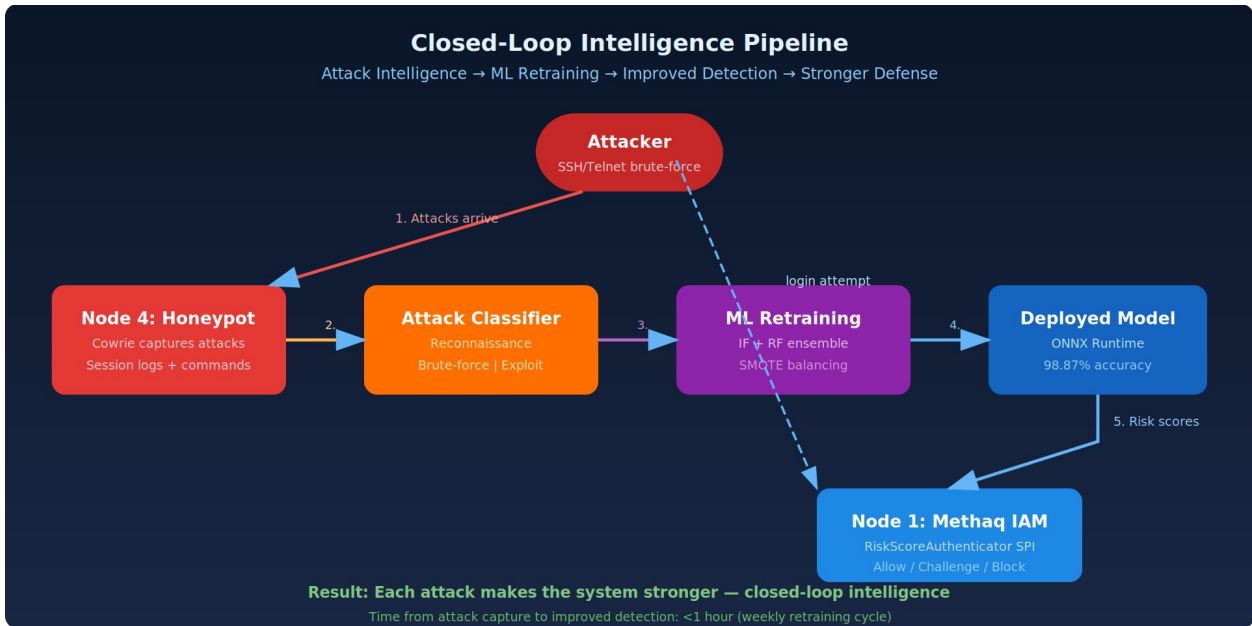 Closed-Loop Intelligence Pipeline
Attack Intelligence → ML Retraining → Improved Detection → Stronger Defense
Attacker
SSH/Telnet brute-force
1. Attacks arrive
login attempt
Node 4: Honeypot
Cowrie captures attacks
Session logs + commands
2.
Attack Classifier
Reconnaissance
Brute-force | Exploit
3.
ML Retraining
IF + RF ensemble
SMOTE balancing
4.
Deployed Model
ONNX Runtime
98.87% accuracy
5. Risk scores
Node 1: Methaq IAM
RiskScoreAuthenticator SPI
Allow / Challenge / Block
Result: Each attack makes the system stronger — closed-loop intelligence
Time from attack capture to improved detection: <1 hour (weekly retraining cycle)